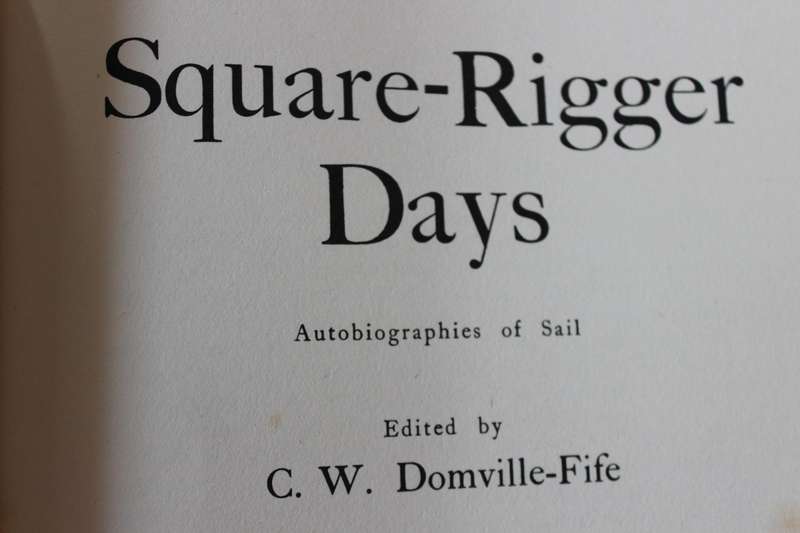 Square-Rigger
Days
Autobiographies of Sail
Edited by
C. W. Domville-Fife